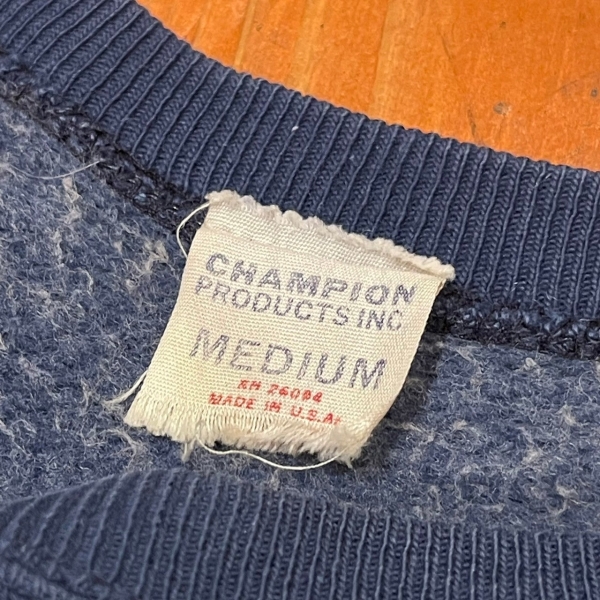 CHAMPION
PRODUCTS INC
MEDIUM
RN 26094
MADE IN U.S.A.